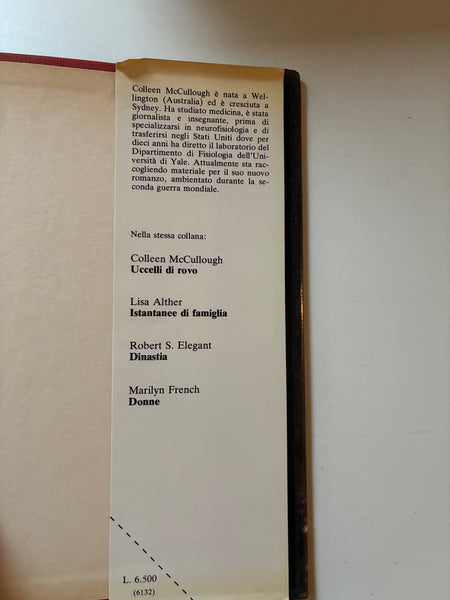 Colleen McCullough è nata a Wel-
lington (Australia) ed è cresciuta a
Sydney. Ha studiato medicina, è stata
giornalista e insegnante, prima di
specializzarsi in neurofisiologia e di
trasferirsi negli Stati Uniti dove per
dieci anni ha diretto il laboratorio del
Dipartimento di Fisiologia dell'Uni-
versità di Yale. Attualmente sta rac-
cogliendo materiale per il suo nuovo
romanzo, ambientato durante la se-
conda guerra mondiale.
Nella stessa collana:
Colleen McCullough
Uccelli di rovo
Lisa Alther
Istantanee di famiglia
Robert S. Elegant
Dinastia
Marilyn French
Donne
L. 6.500
(6132)